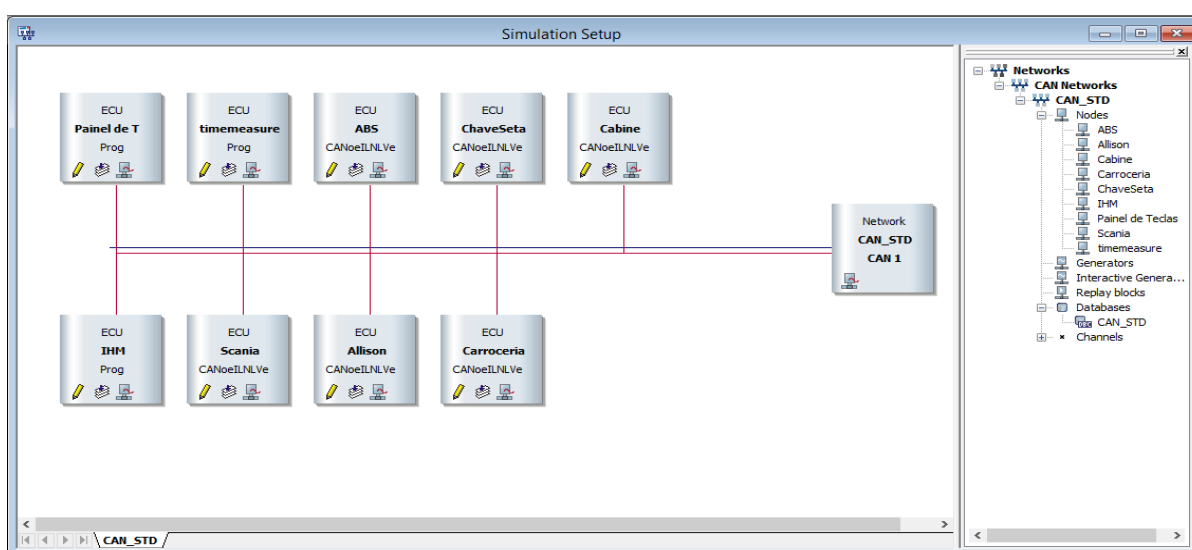 Simulation Setup
ECU
Painel de T
Prog
ECU
timemeasure
Prog
ECU
ABS
CANoeILNLVe
ECU
ChaveSeta
CANoeILNLVe
ECU
Cabine
CANoeILNLVe
Network
CAN_STD
CAN 1
ECU
IHM
Prog
ECU
Scania
CANoeILNLVe
ECU
Allison
CANoeILNLVe
ECU
Carroceria
CANoeILNLVe
CAN_STD
Networks
CAN Networks
CAN_STD
Nodes
ABS
Allison
Cabine
Carroceria
ChaveSeta
IHM
Painel de Teclas
Scania
timemeasure
Generators
Interactive Genera...
Replay blocks
Databases
CAN_STD
Channels